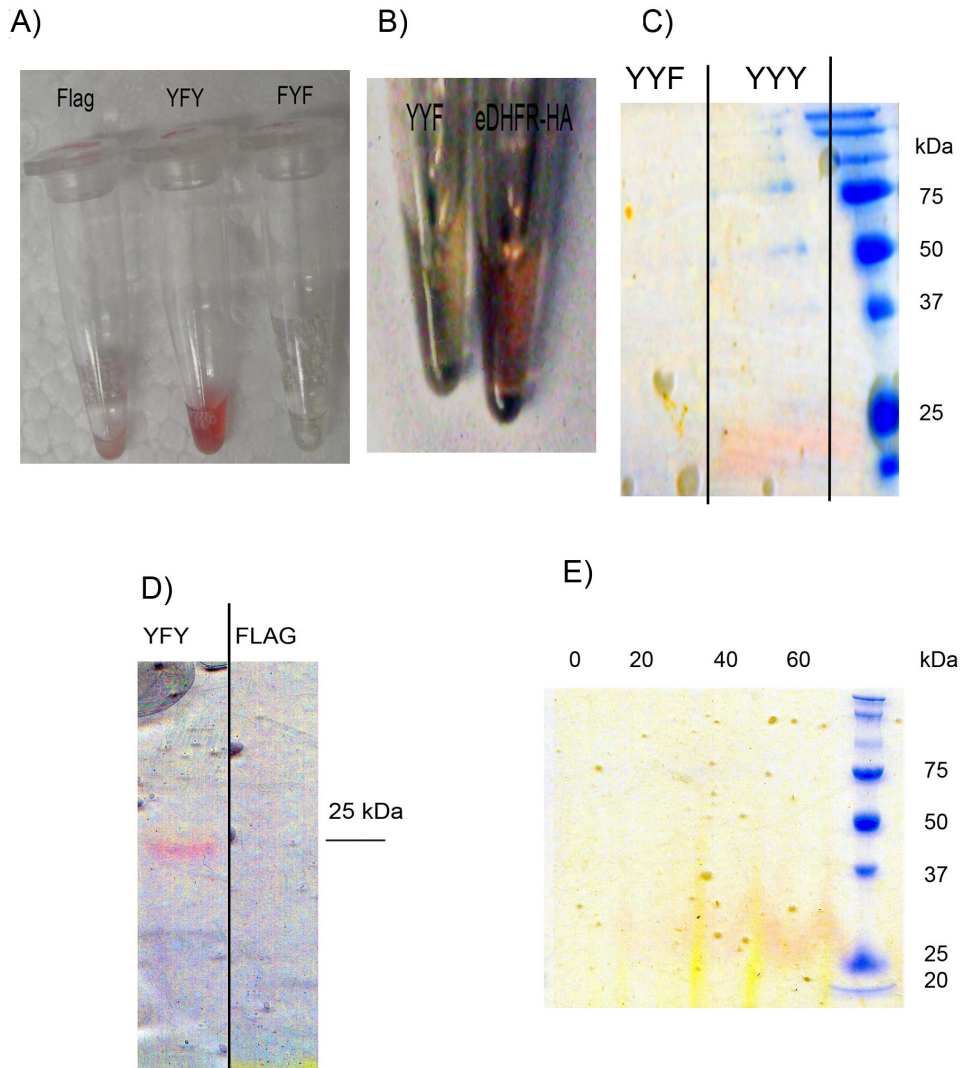 A)
Flag YFY FYF
B)
YYF eDHFR-HA
C)
YYF YYY
kDa
75
50
37
25
D)
YFY FLAG
25 kDa
E)
0 20 40 60 kDa
75
50
37
25
20